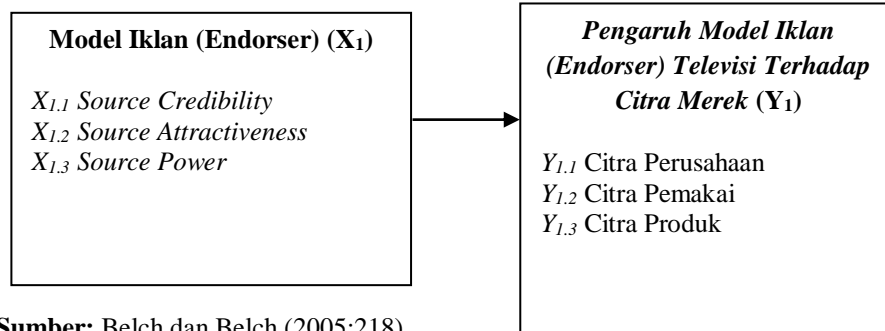 Model Iklan (Endorser) (X₁)
X₁.₁ Source Credibility
X₁.₂ Source Attractiveness
X₁.₃ Source Power
Pengaruh Model Iklan
(Endorser) Televisi Terhadap
Citra Merek (Y₁)
Y₁.₁ Citra Perusahaan
Y₁.₂ Citra Pemakai
Y₁.₃ Citra Produk
Sumber: Belch dan Belch (2005:218)